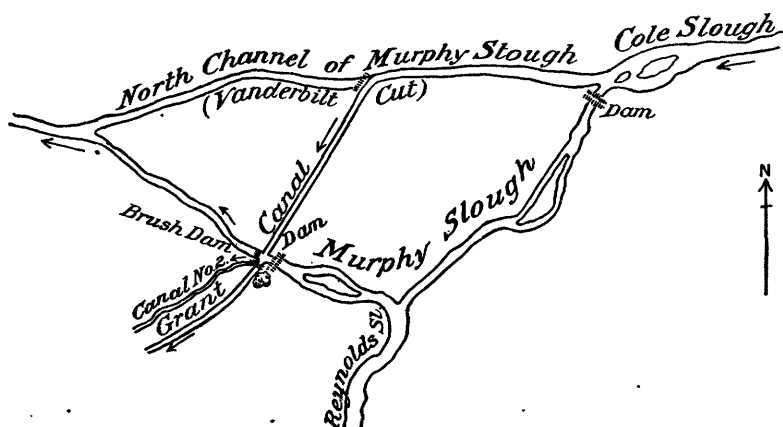 Cole Slough
North Channel of Murphy Slough
(Vanderbilt Cut)
Dam
N
Canal
Murphy Slough
Brush Dam
Dam
Canal No. 2.
Grant
Reynolds Sl.